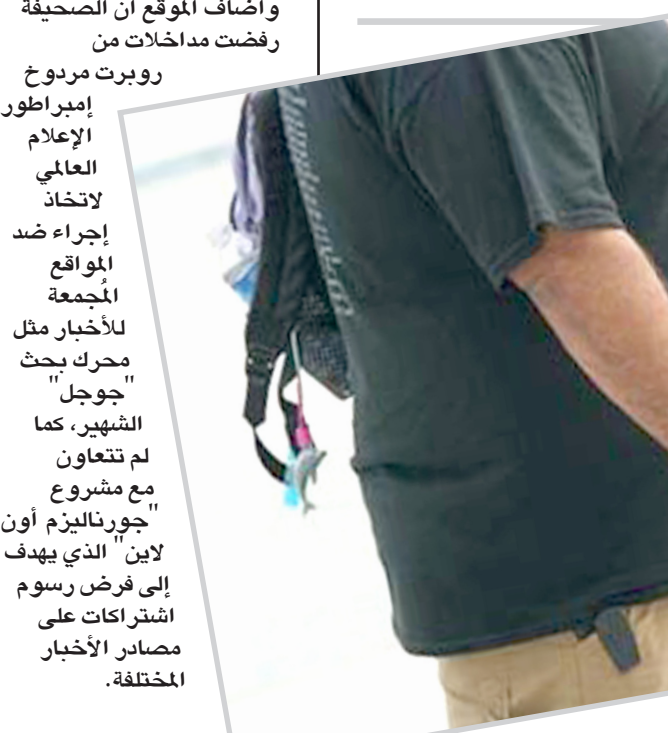 وأضاف الموقع أن الصحيفة
رفضت مداخلات من
روبرت مردوخ
إمبراطور
الإعلام
العالمي
لاتخاذ
إجراء ضد
المواقع
المُجمعة
للأخبار مثل
محرك بحث
"جوجل"
الشهير، كما
لم تتعاون
مع مشروع
"جورناليزم أون
لاين" الذي يهدف
إلى فرض رسوم
اشتراكات على
مصادر الأخبار
المختلفة.